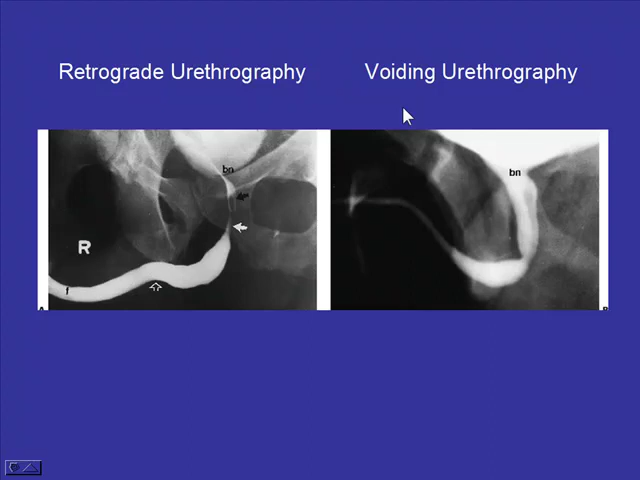 Retrograde Urethrography
Voiding Urethrography
bn
R
f
bn
A
B